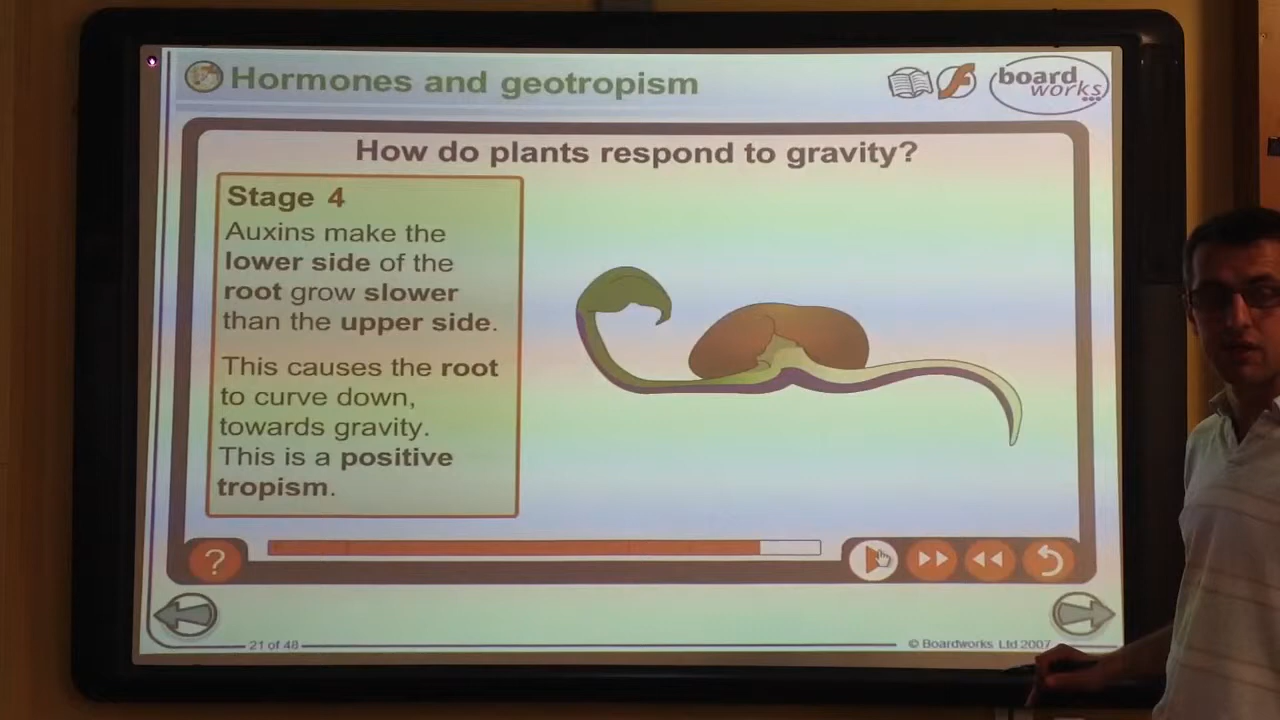 Hormones and geotropism
board
works
How do plants respond to gravity?
Stage 4
Auxins make the
lower side of the
root grow slower
than the upper side.
This causes the root
to curve down,
towards gravity.
This is a positive
tropism.
?
21 of 48
© Boardworks Ltd 2007